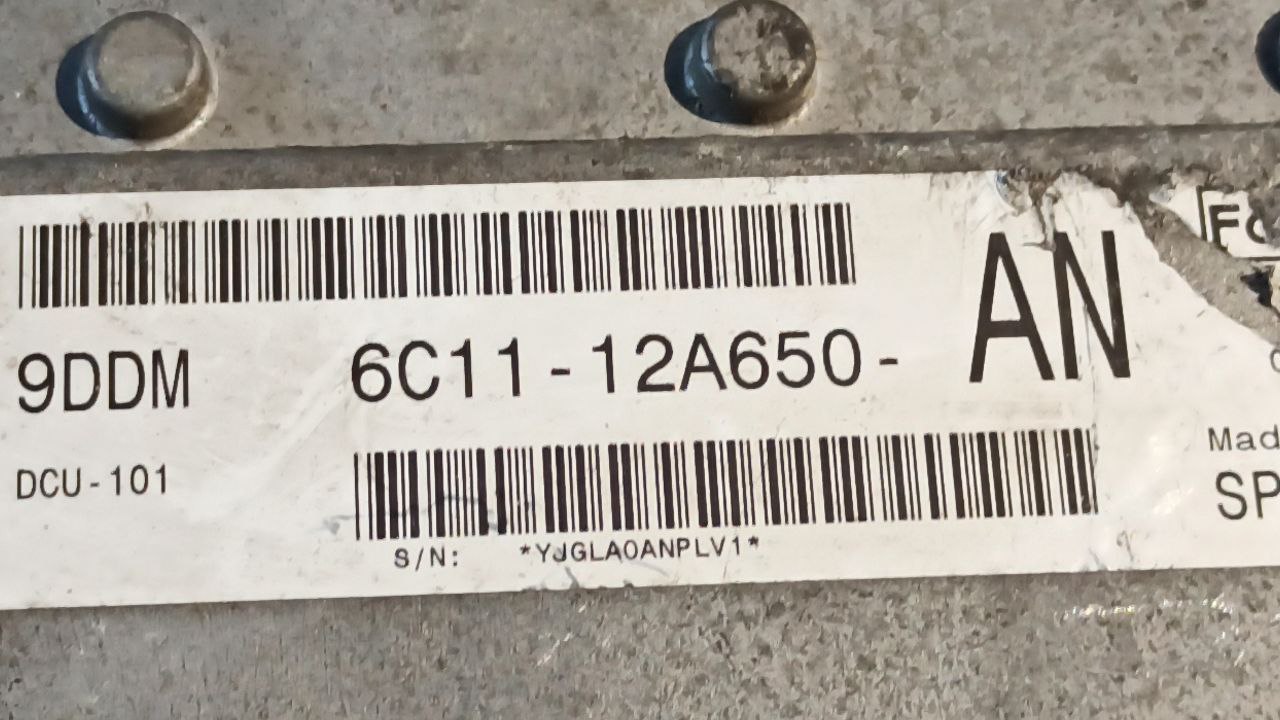 9DDM 6C11-12A650- AN
DCU-101
S/N: *YJGLA0ANPLV1*